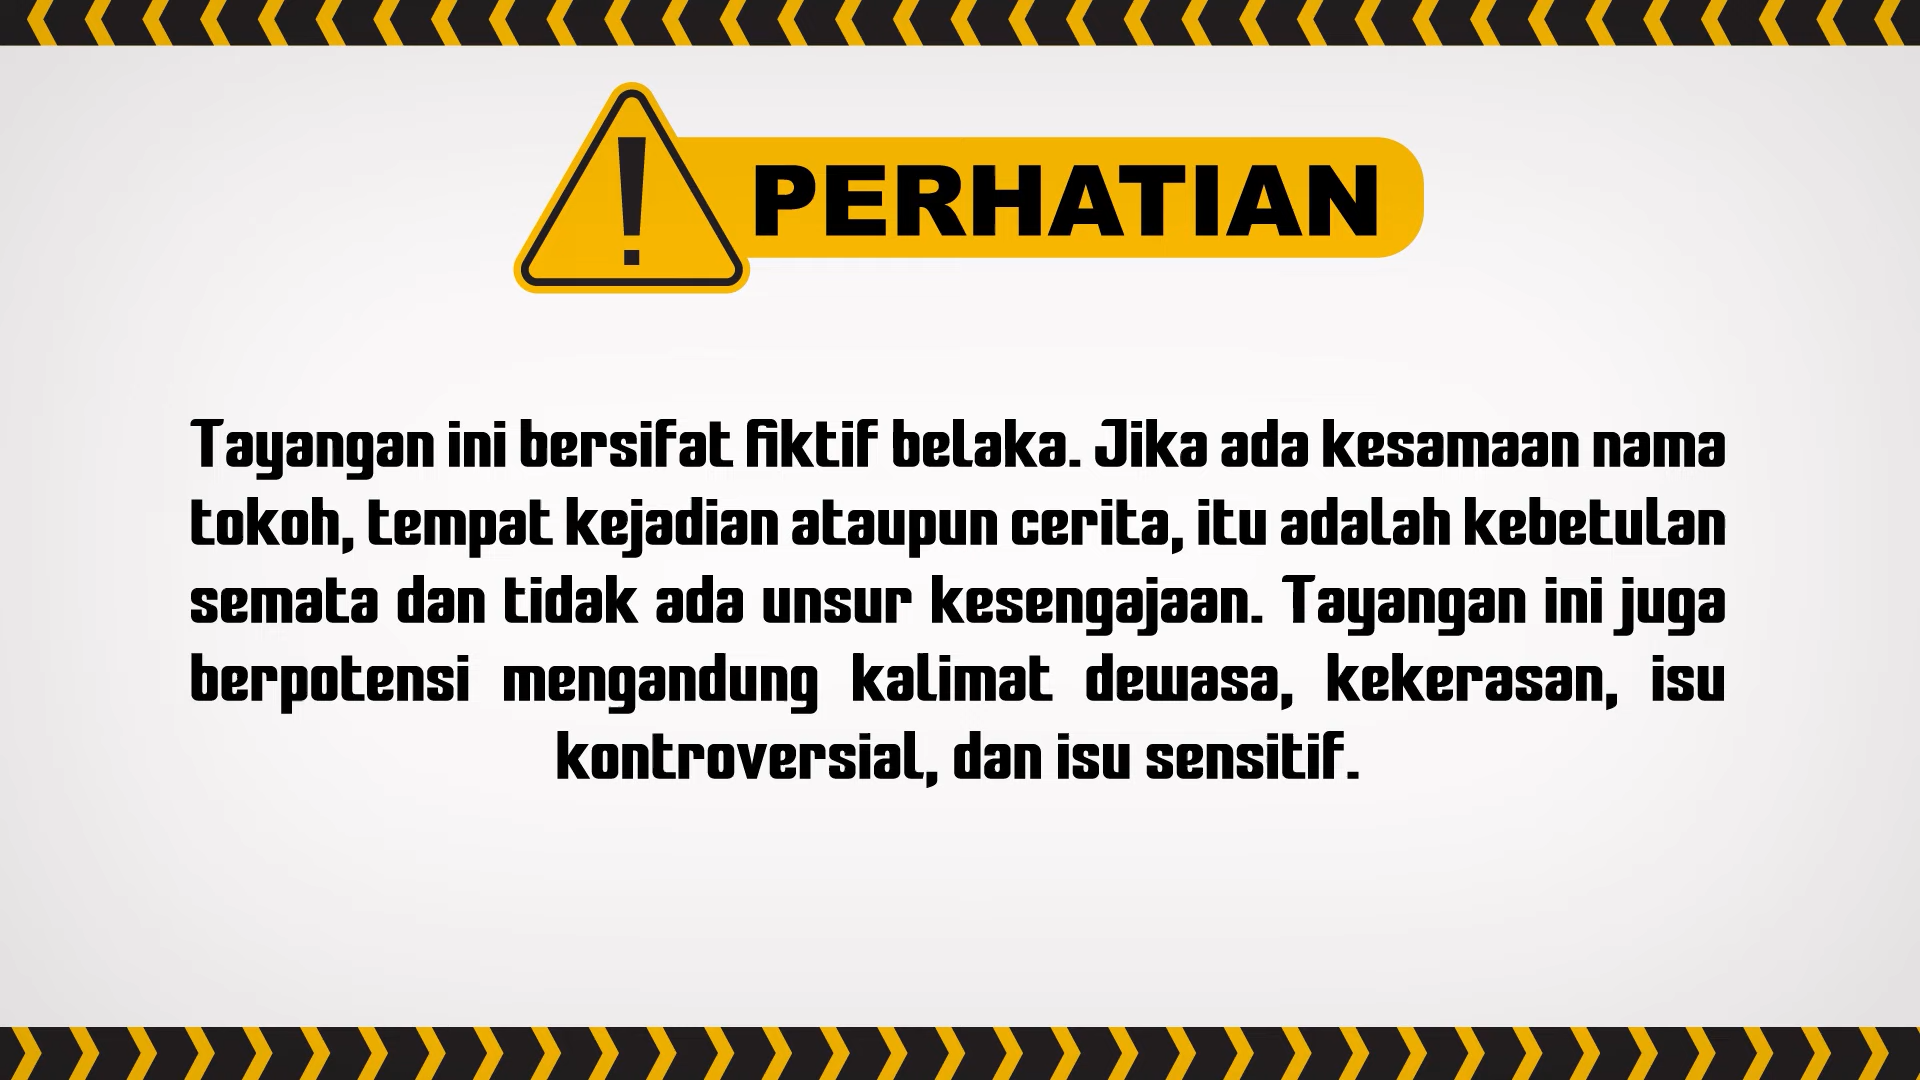 PERHATIAN
Tayangan ini bersifat fiktif belaka. Jika ada kesamaan nama
tokoh, tempat kejadian ataupun cerita, itu adalah kebetulan
semata dan tidak ada unsur kesengajaan. Tayangan ini juga
berpotensi mengandung kalimat dewasa, kekerasan, isu
kontroversial, dan isu sensitif.